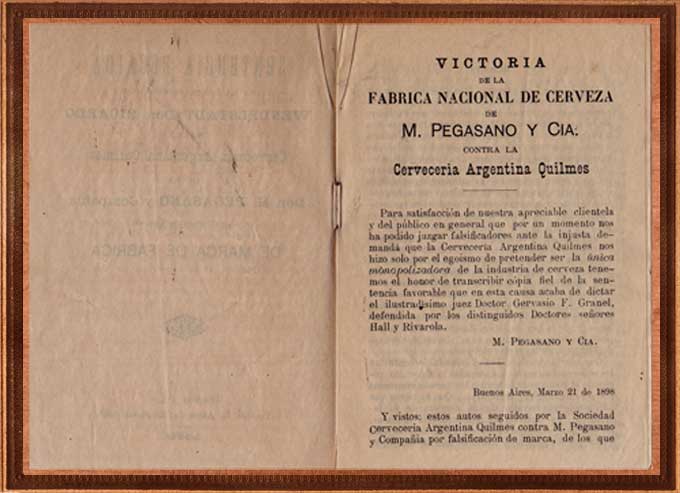 VICTORIA
DE LA
FABRICA NACIONAL DE CERVEZA
DE
M. PEGASANO Y CIA.
CONTRA LA
Cerveceria Argentina Quilmes
Para satisfacción de nuestra apreciable clientela
y del público en general que por un momento nos
ha podido juzgar falsificadores ante la injusta de-
manda que la Cervecería Argentina Quilmes nos
hizo solo por el egoismo de pretender ser la única
monopolizadora de la industria de cerveza tene-
mos el honor de transcribir cópia fiel de la sen-
tencia favorable que en esta causa acaba de dictar
el ilustradísimo juez Doctor Gervasio F. Granel,
defendida por los distinguidos Doctores señores
Hall y Rivarola.
M. PEGASANO Y CIA.
Buenos Aires, Marzo 21 de 1898
Y vistos: estos autos seguidos por la Sociedad
Cervecería Argentina Quilmes contra M. Pegasano
y Compañia por falsificación de marca, de los que